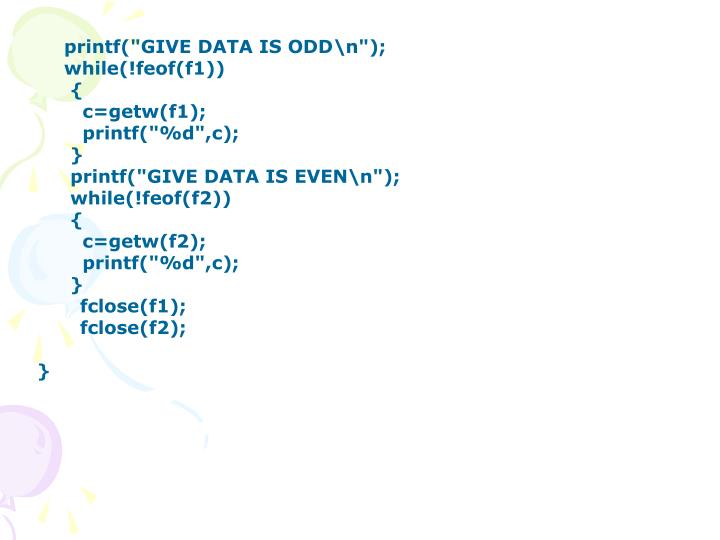 printf("GIVE DATA IS ODD\n");
while(!feof(f1))
{
c=getw(f1);
printf("%d",c);
}
printf("GIVE DATA IS EVEN\n");
while(!feof(f2))
{
c=getw(f2);
printf("%d",c);
}
fclose(f1);
fclose(f2);
}